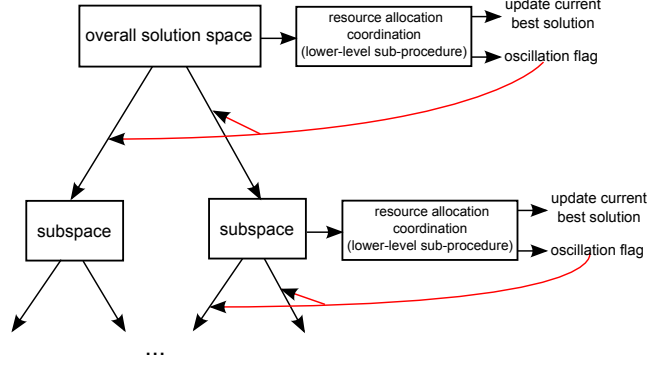 overall solution space
resource allocation
coordination
(lower-level sub-procedure)
update current
best solution
oscillation flag
subspace
subspace
resource allocation
coordination
(lower-level sub-procedure)
update current
best solution
oscillation flag
...